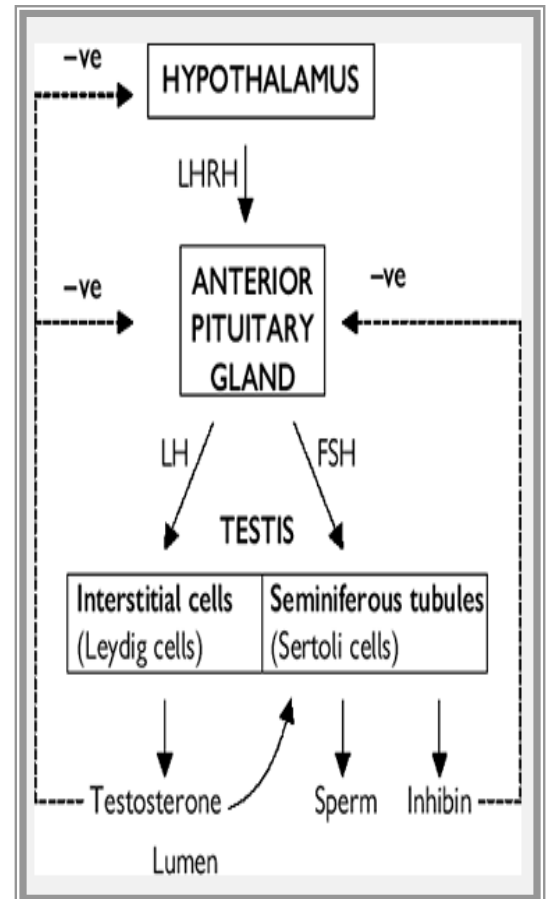 –ve
HYPOTHALAMUS
LHRH
–ve
ANTERIOR
PITUITARY
GLAND
–ve
LH
FSH
TESTIS
Interstitial cells
(Leydig cells)
Seminiferous tubules
(Sertoli cells)
Testosterone
Sperm
Inhibin
Lumen